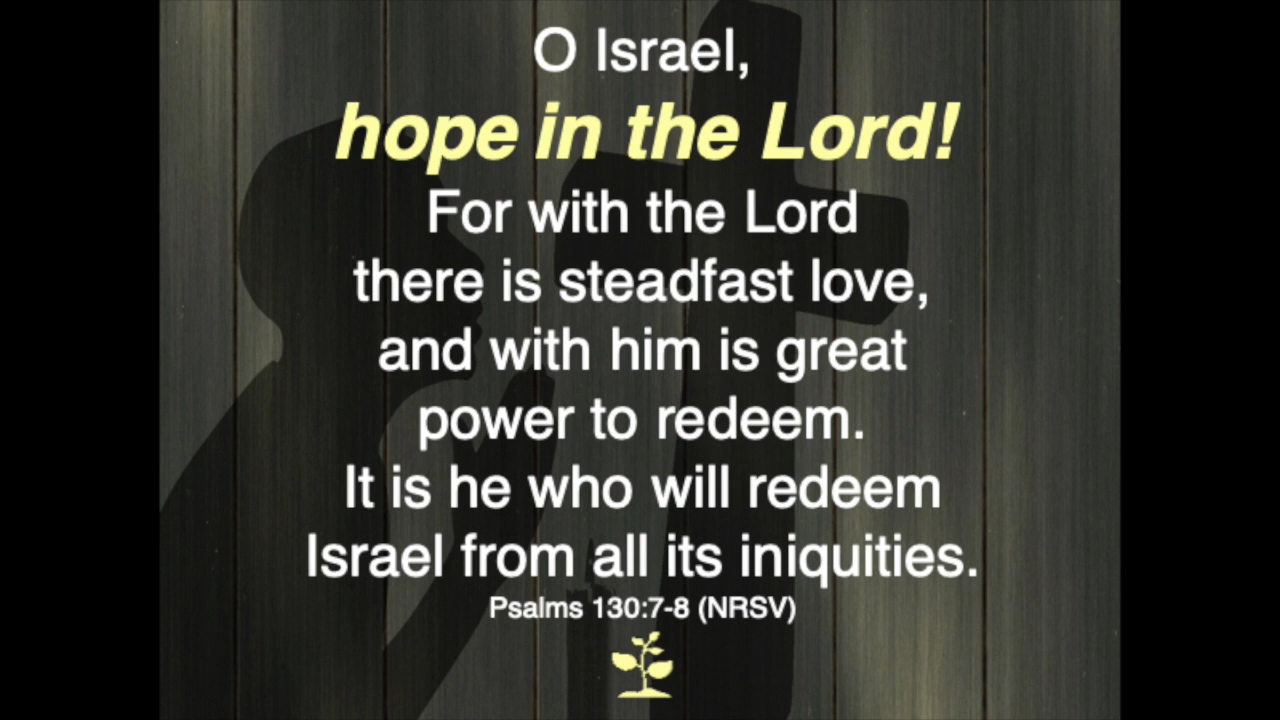 O Israel,
hope in the Lord!
For with the Lord
there is steadfast love,
and with him is great
power to redeem.
It is he who will redeem
Israel from all its iniquities.
Psalms 130:7-8 (NRSV)